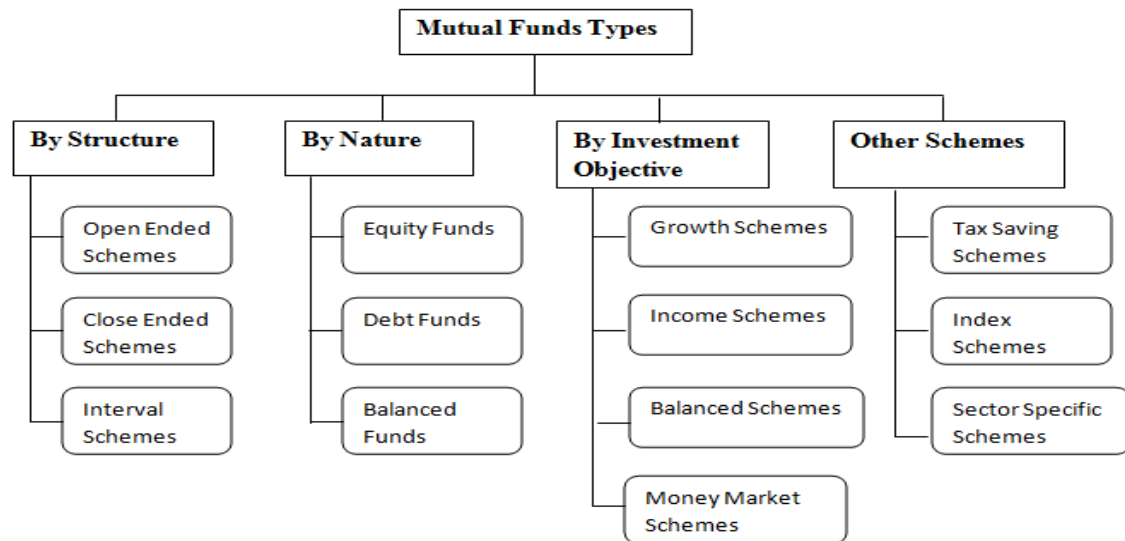 Mutual Funds Types
By Structure
Open Ended
Schemes
Close Ended
Schemes
Interval
Schemes
By Nature
Equity Funds
Debt Funds
Balanced
Funds
By Investment
Objective
Growth Schemes
Income Schemes
Balanced Schemes
Money Market
Schemes
Other Schemes
Tax Saving
Schemes
Index
Schemes
Sector Specific
Schemes